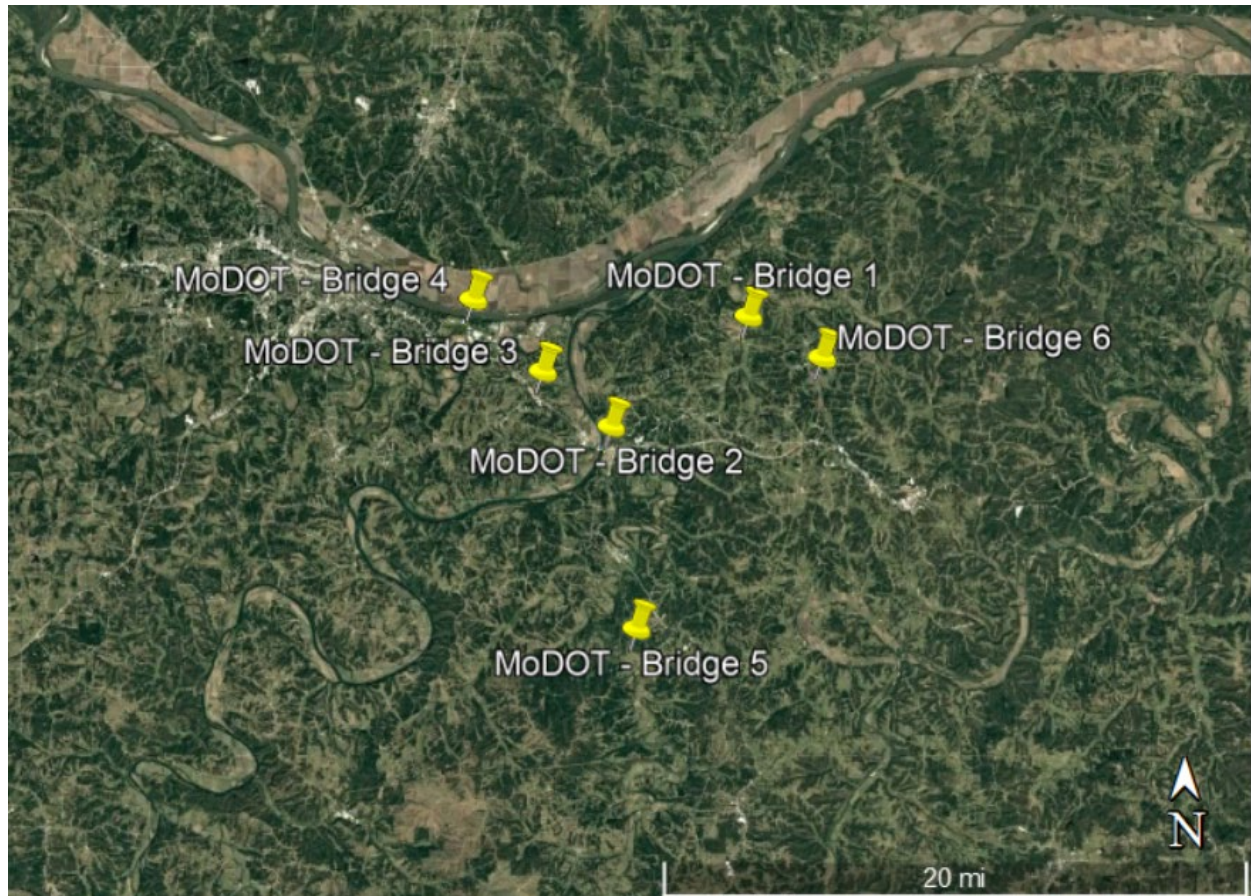 MoDOT - Bridge 4
MoDOT - Bridge 1
MoDOT - Bridge 3
MoDOT - Bridge 6
MoDOT - Bridge 2
MoDOT - Bridge 5
N
20 mi